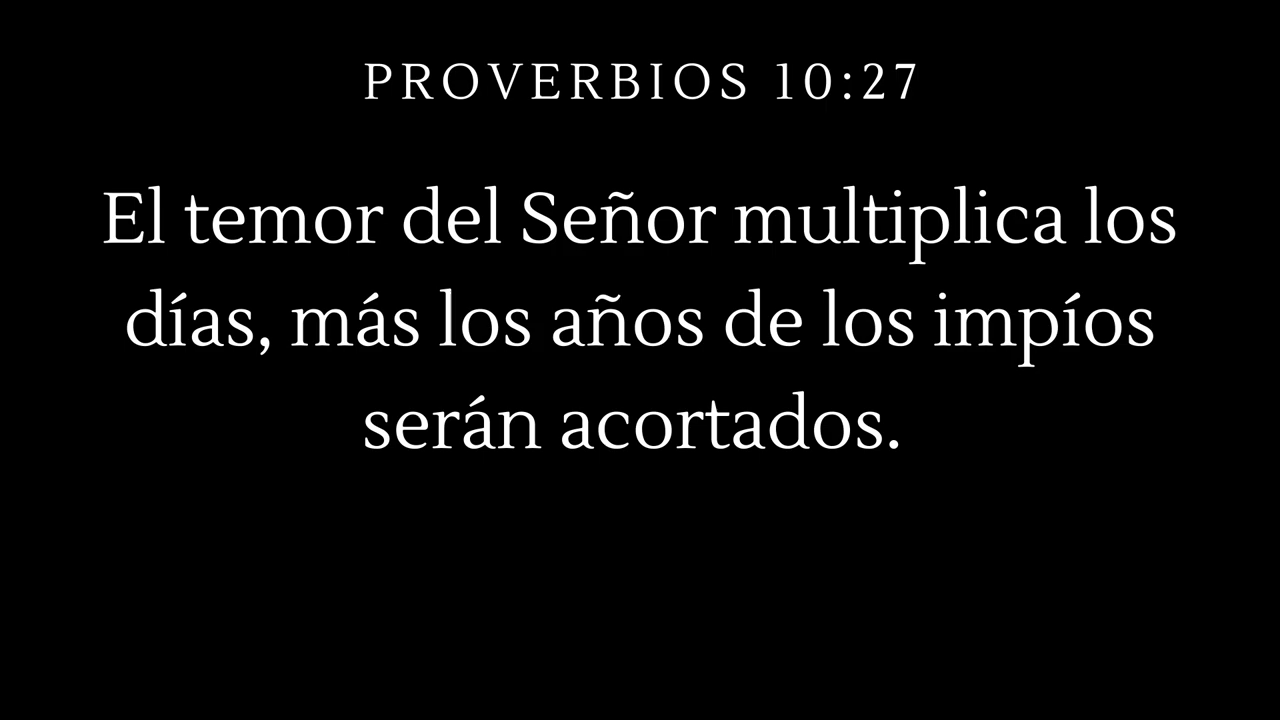 PROVERBIOS 10:27
El temor del Señor multiplica los
días, más los años de los impíos
serán acortados.